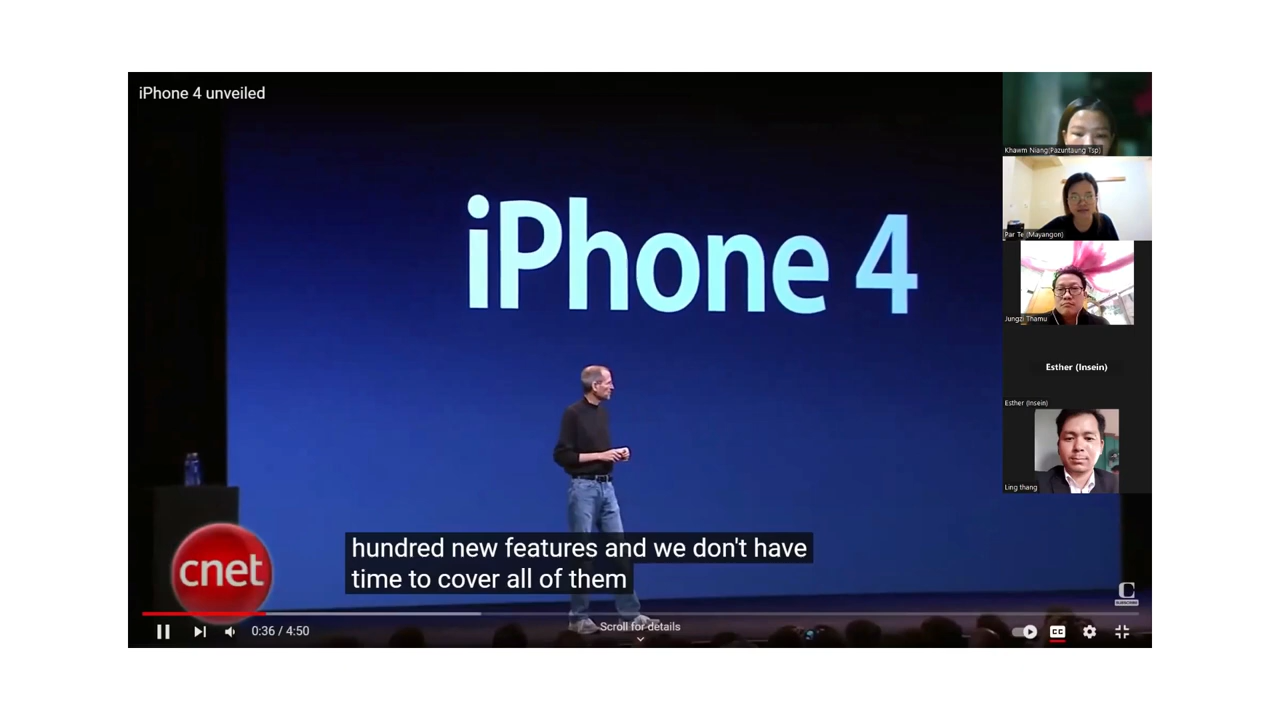 iPhone 4 unveiled
iPhone 4
Khawm Niang(Pazuntaung Tsp)
Par Te (Mayangon)
Jungzi Thamu
Esther (Insein)
Esther (Insein)
Ling thang
cnet
hundred new features and we don't have
time to cover all of them
C
0:36 / 4:50
Scroll for details
CC